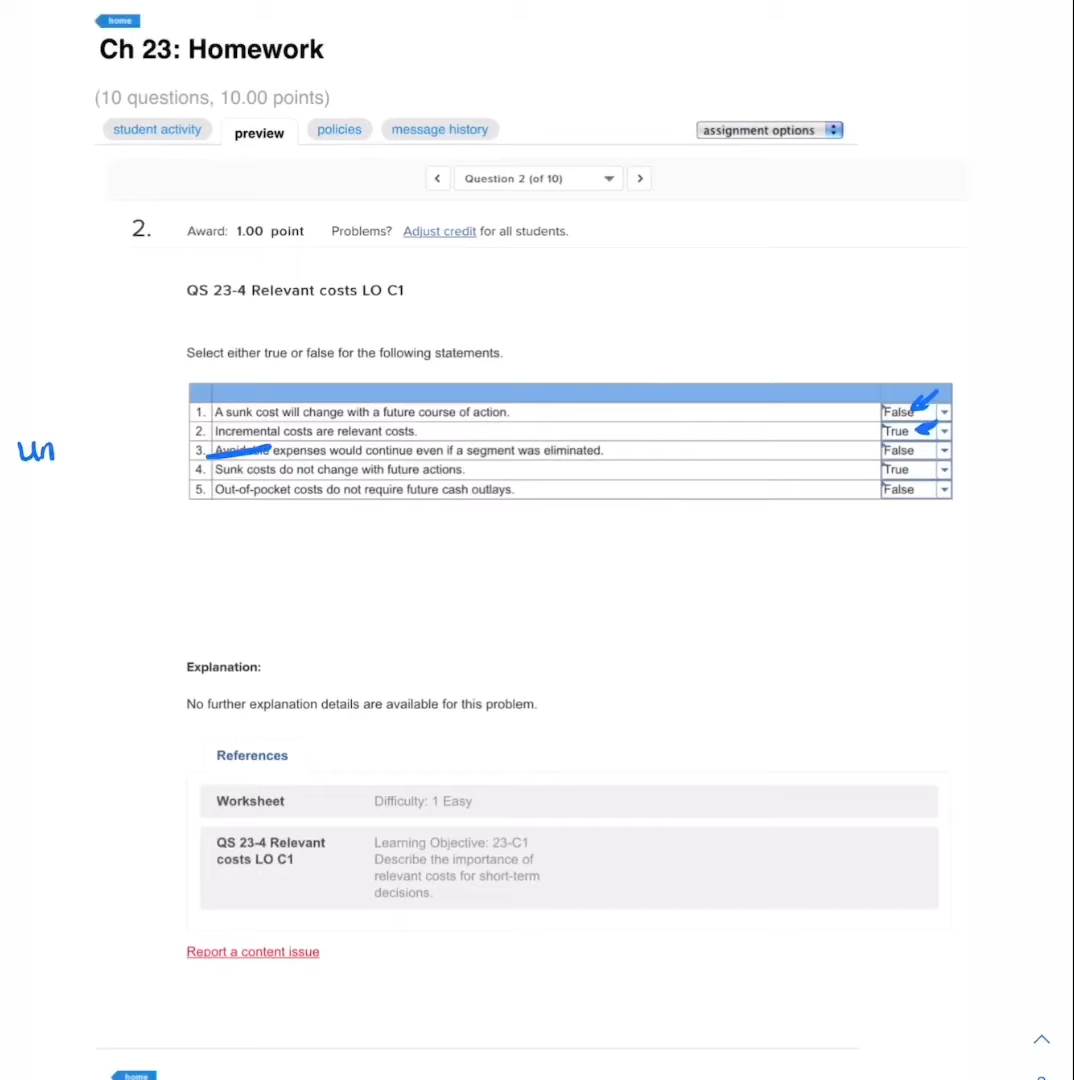 home
Ch 23: Homework
(10 questions, 10.00 points)
student activity preview policies message history assignment options
Question 2 (of 10)
2. Award: 1.00 point Problems? Adjust credit for all students.
QS 23-4 Relevant costs LO C1
Select either true or false for the following statements.
1. A sunk cost will change with a future course of action. False
2. Incremental costs are relevant costs. True
un
3. Avoidable expenses would continue even if a segment was eliminated. False
4. Sunk costs do not change with future actions. True
5. Out-of-pocket costs do not require future cash outlays. False
Explanation:
No further explanation details are available for this problem.
References
Worksheet Difficulty: 1 Easy
QS 23-4 Relevant costs LO C1
Learning Objective: 23-C1
Describe the importance of
relevant costs for short-term
decisions.
Report a content issue
home